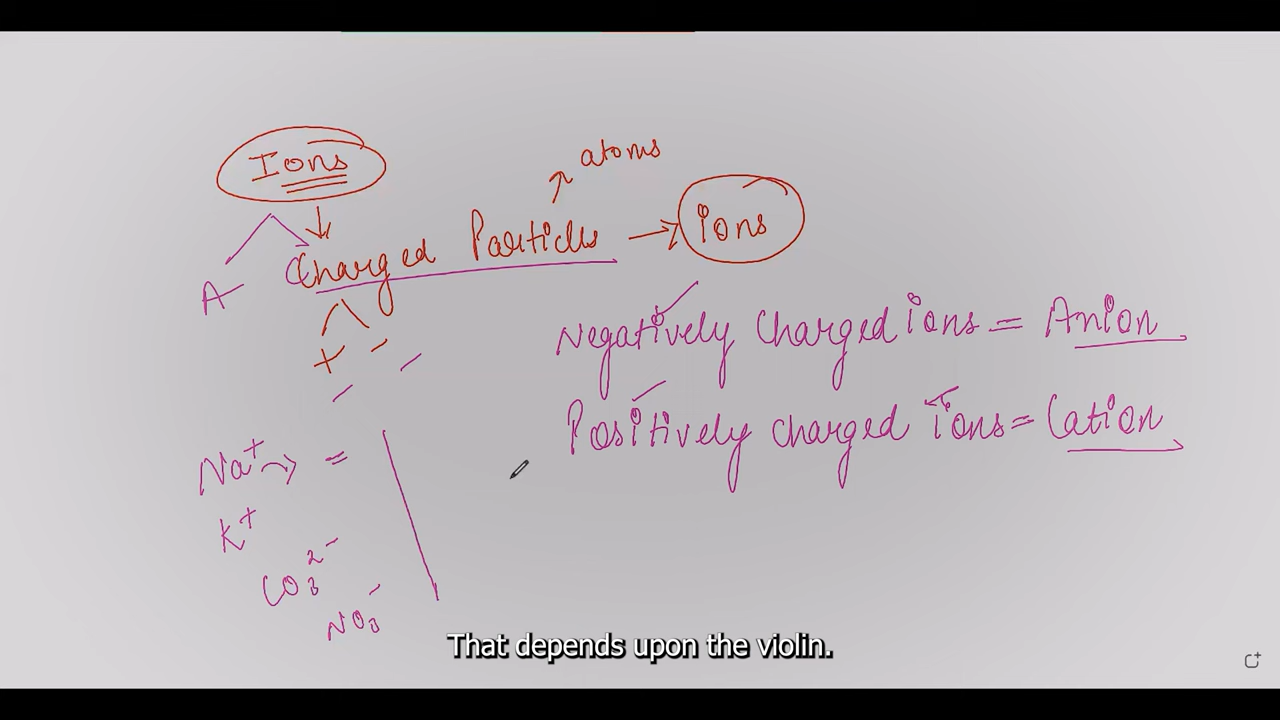 Ions
atoms
Charged Particles → ions
A
+ -
Negatively charged ions = Anion
Positively charged ions = Cation
Na+ → =
K+
CO3 2-
NO3 -
That depends upon the violin.